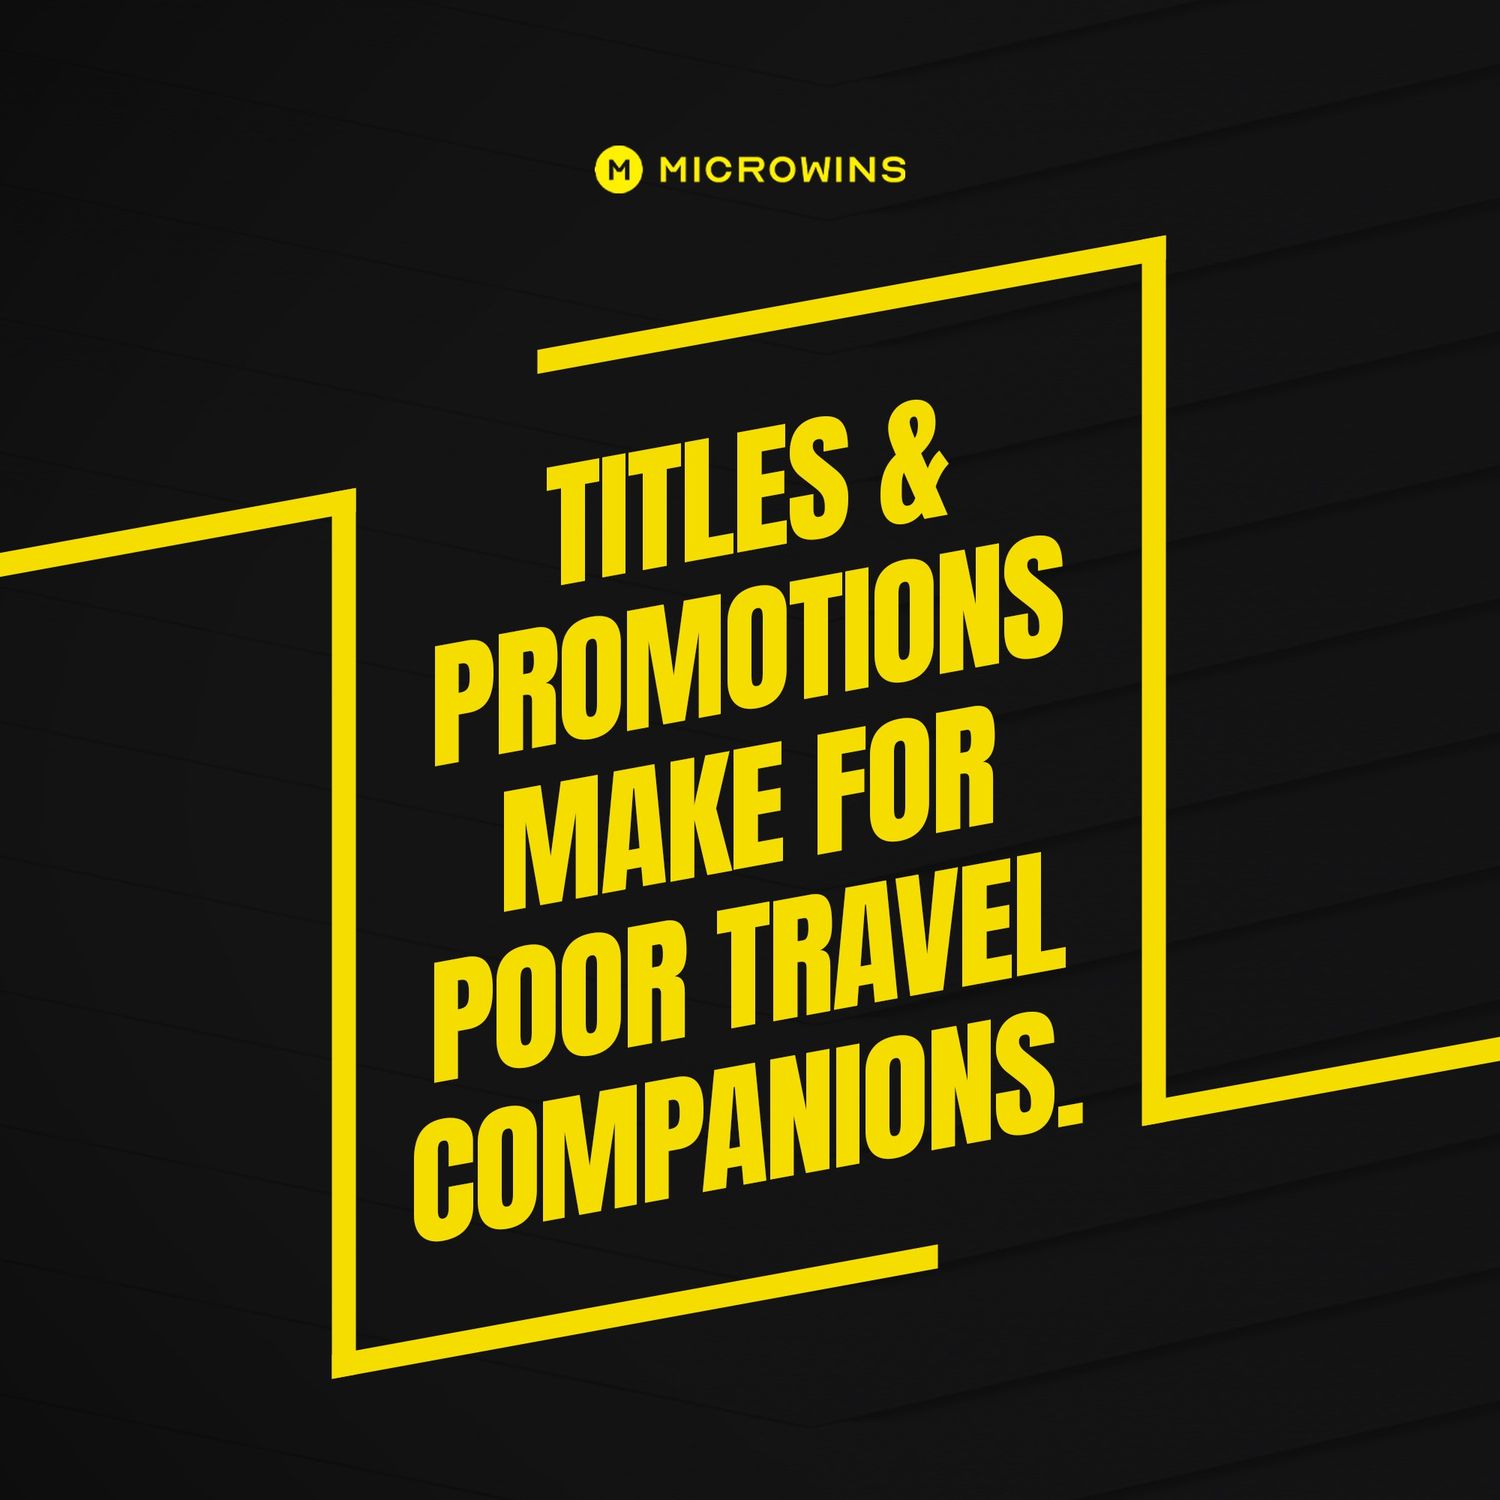 M MICROWINS
TITLES &
PROMOTIONS
MAKE FOR
POOR TRAVEL
COMPANIONS.